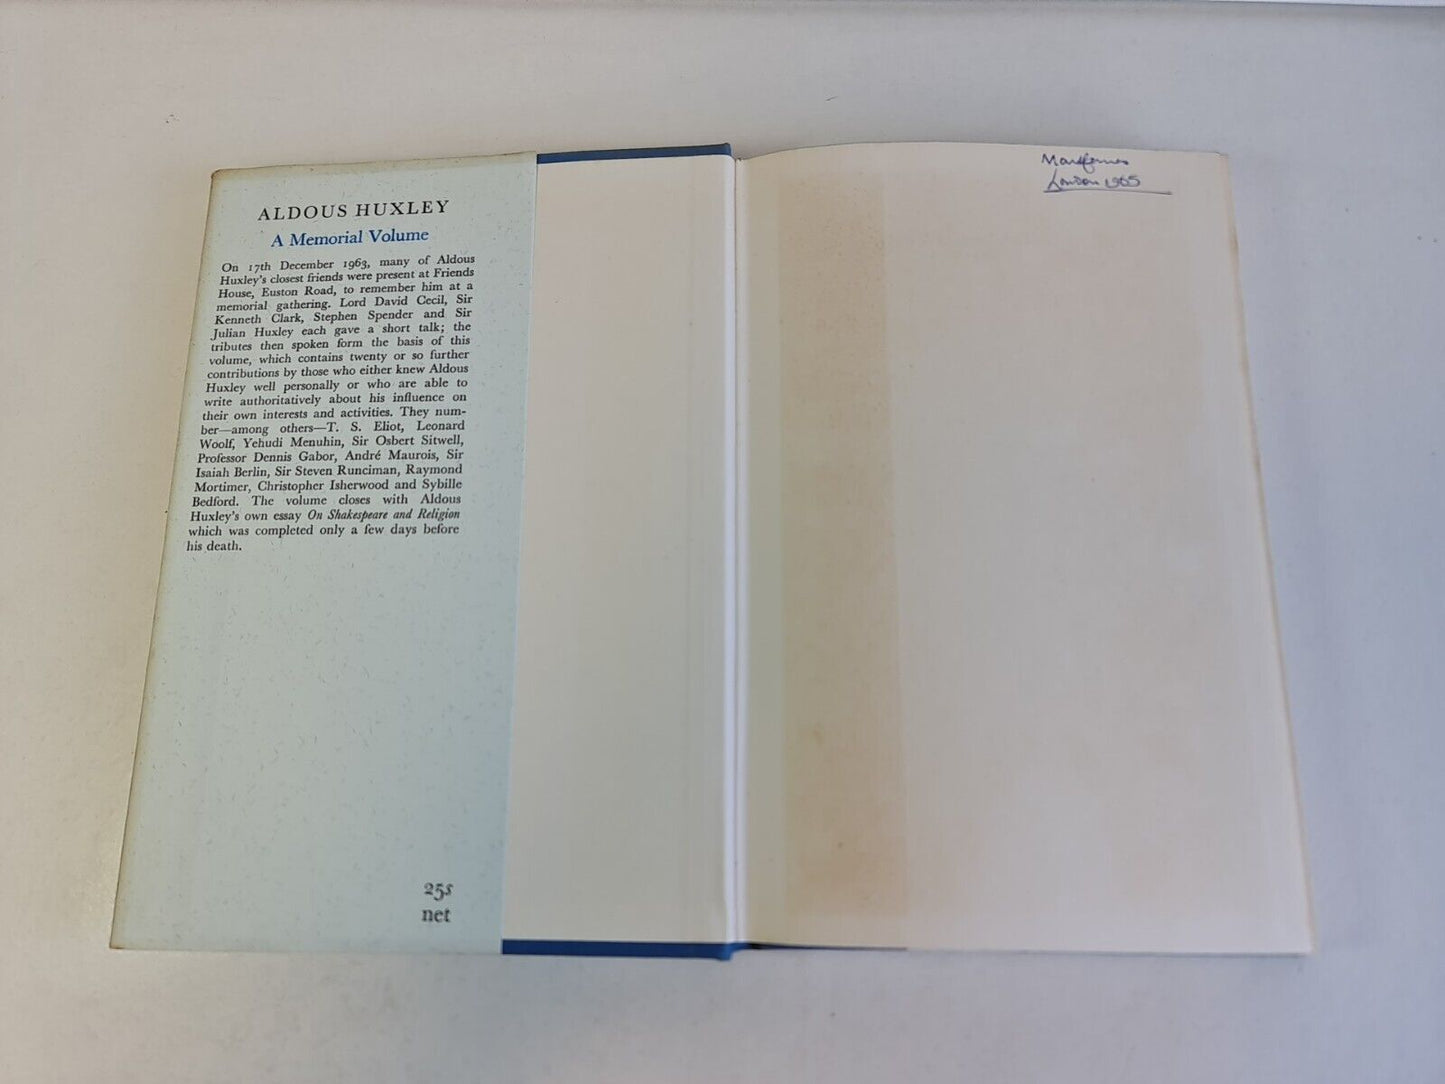 ALDOUS HUXLEY
A Memorial Volume
On 17th December 1963, many of Aldous
Huxley's closest friends were present at Friends
House, Euston Road, to remember him at a
memorial gathering. Lord David Cecil, Sir
Kenneth Clark, Stephen Spender and Sir
Julian Huxley each gave a short talk; the
tributes then spoken form the basis of this
volume, which contains twenty or so further
contributions by those who either knew Aldous
Huxley well personally or who are able to
write authoritatively about his influence on
their own interests and activities. They num-
ber—among others—T. S. Eliot, Leonard
Woolf, Yehudi Menuhin, Sir Osbert Sitwell,
Professor Dennis Gabor, André Maurois, Sir
Isaiah Berlin, Sir Steven Runciman, Raymond
Mortimer, Christopher Isherwood and Sybille
Bedford. The volume closes with Aldous
Huxley's own essay On Shakespeare and Religion
which was completed only a few days before
his death.
25s
net
London 1965